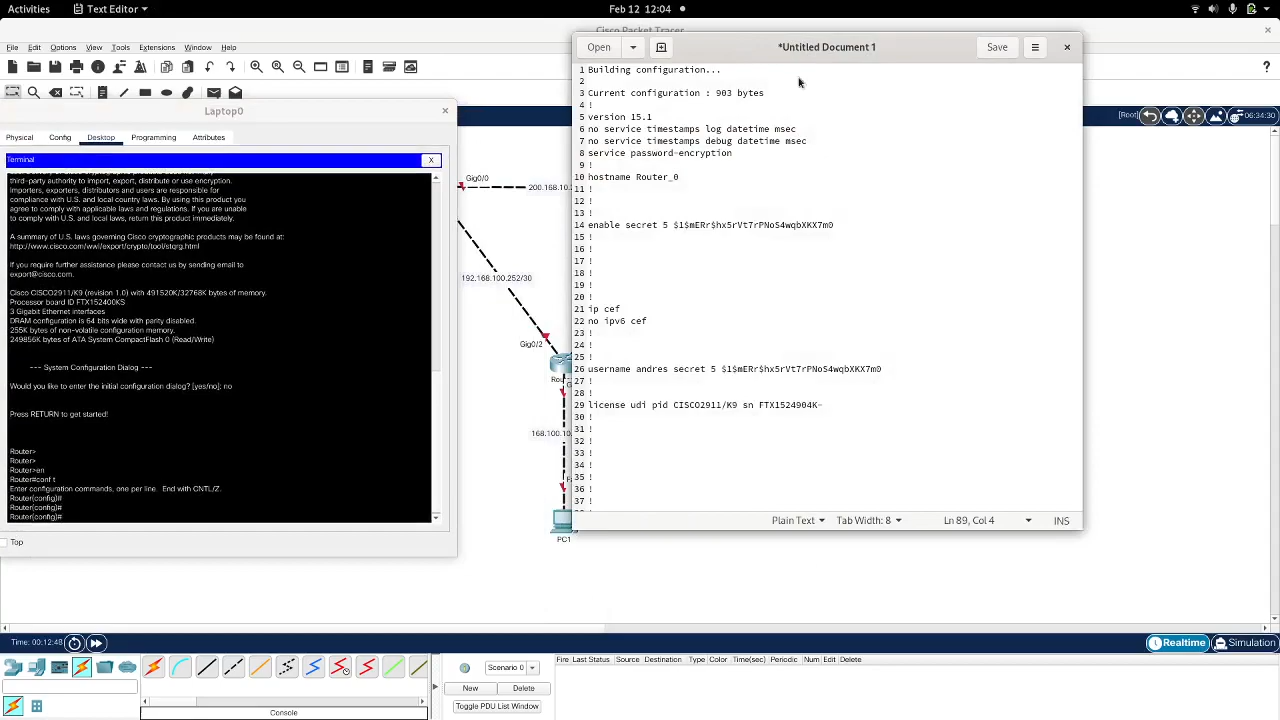 Activities
Text Editor
Feb 12 12:04
Cisco Packet Tracer
File Edit Options View Tools Extensions Window Help
Open
*Untitled Document 1
Save
[Root]
06:34:30
Laptop0
Physical Config Desktop Programming Attributes
Terminal
X
third-party authority to import, export, distribute or use encryption.
Importers, exporters, distributors and users are responsible for
compliance with U.S. and local country laws. By using this product you
agree to comply with applicable laws and regulations. If you are unable
to comply with U.S. and local laws, return this product immediately.
A summary of U.S. laws governing Cisco cryptographic products may be found at:
http://www.cisco.com/wwl/export/crypto/tool/stqrg.html
If you require further assistance please contact us by sending email to
export@cisco.com.
Cisco CISCO2911/K9 (revision 1.0) with 491520K/32768K bytes of memory.
Processor board ID FTX152400KS
3 Gigabit Ethernet interfaces
DRAM configuration is 64 bits wide with parity disabled.
255K bytes of non-volatile configuration memory.
249856K bytes of ATA System CompactFlash 0 (Read/Write)
--- System Configuration Dialog ---
Would you like to enter the initial configuration dialog? [yes/no]: no
Press RETURN to get started!
Router>
Router>
Router>en
Router#conf t
Enter configuration commands, one per line. End with CNTL/Z.
Router(config)#
Router(config)#
Router(config)#
Top
Gig0/0
200.168.10.
192.168.100.252/30
Gig0/2
168.100.10.
PC1
1 Building configuration...
2
3 Current configuration : 903 bytes
4 !
5 version 15.1
6 no service timestamps log datetime msec
7 no service timestamps debug datetime msec
8 service password-encryption
9 !
10 hostname Router_0
11 !
12 !
13 !
14 enable secret 5 $1$mERr$hx5rVt7rPNoS4wqbXKX7m0
15 !
16 !
17 !
18 !
19 !
20 !
21 ip cef
22 no ipv6 cef
23 !
24 !
25 !
26 username andres secret 5 $1$mERr$hx5rVt7rPNoS4wqbXKX7m0
27 !
28 !
29 license udi pid CISCO2911/K9 sn FTX1524904K-
30 !
31 !
32 !
33 !
34 !
35 !
36 !
37 !
Plain Text
Tab Width: 8
Ln 89, Col 4
INS
Time: 00:12:48
Realtime
Simulation
Scenario 0
New
Delete
Toggle PDU List Window
Fire Last Status Source Destination Type Color Time(sec) Periodic Num Edit Delete
Console